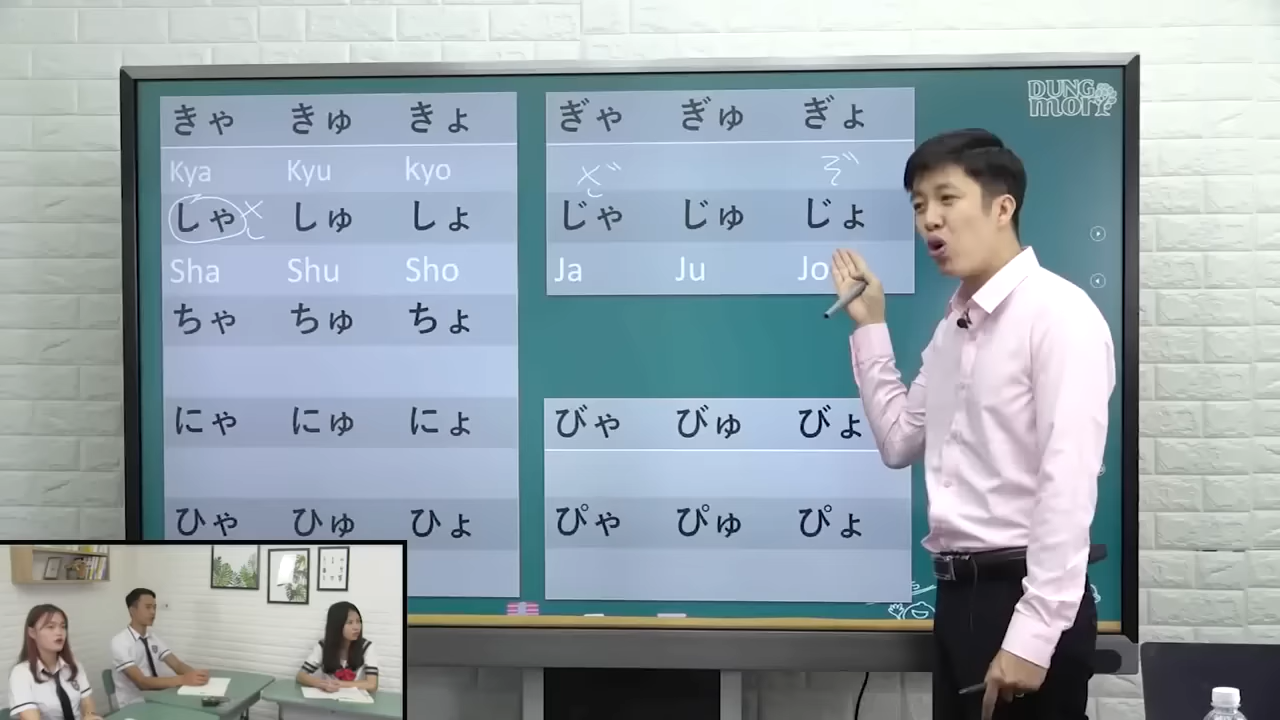 きゃ きゅ きょ
Kya Kyu kyo
しゃ しゅ しょ
Sha Shu Sho
ちゃ ちゅ ちょ
にゃ にゅ にょ
ひゃ ひゅ ひょ
ぎゃ ぎゅ ぎょ
ざ ぞ
じゃ じゅ じょ
Ja Ju Jo
びゃ びゅ びょ
ぴゃ ぴゅ ぴょ
DUNG
mori